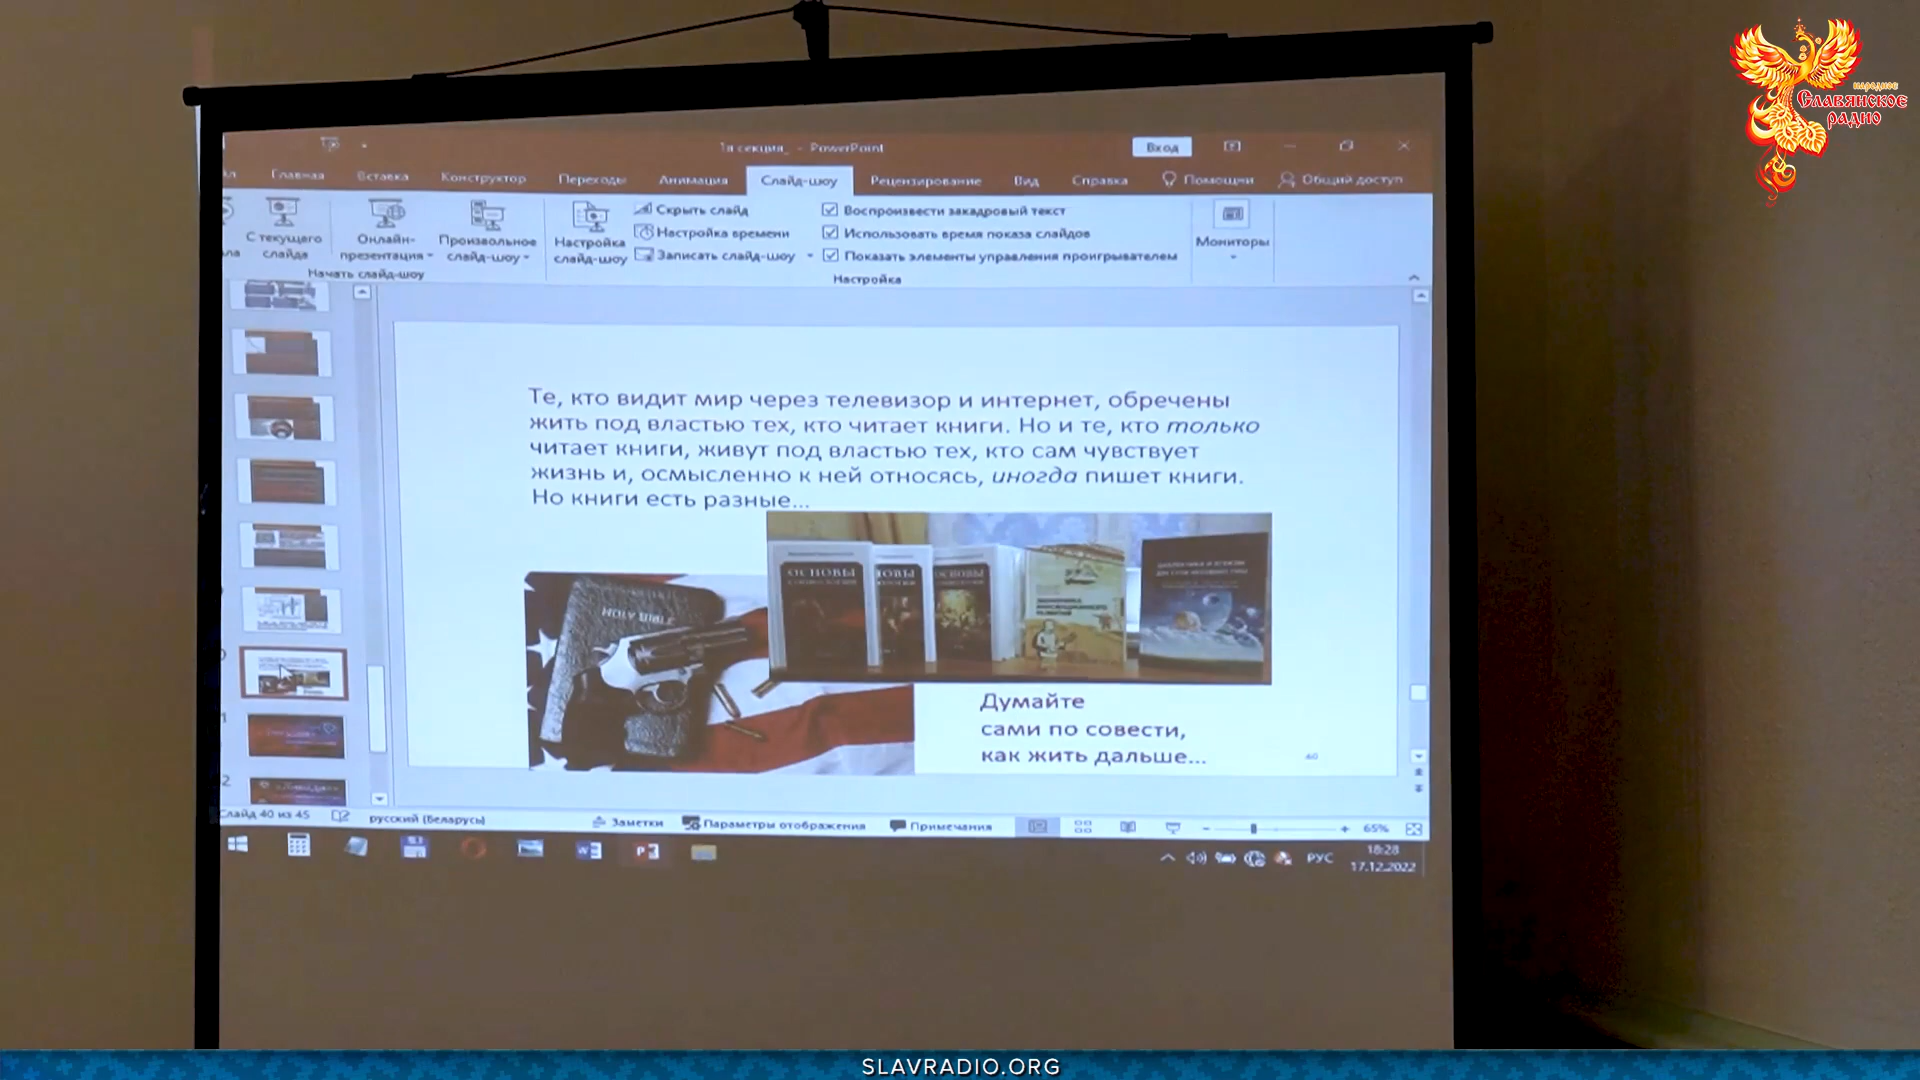 народное
Славянское
радио
1я секция_ - PowerPoint
Вход
Главная
Вставка
Конструктор
Переходы
Анимация
Слайд-шоу
Рецензирование
Вид
Справка
Помощни
Общий доступ
С текущего
слайда
Онлайн-
презентация
Произвольное
слайд-шоу
Начать слайд-шоу
Настройка
слайд-шоу
Скрыть слайд
Настройка времени
Записать слайд-шоу
Воспроизвести закадровый текст
Использовать время показа слайдов
Показать элементы управления проигрывателем
Настройка
Мониторы
Те, кто видит мир через телевизор и интернет, обречены
жить под властью тех, кто читает книги. Но и те, кто только
читает книги, живут под властью тех, кто сам чувствует
жизнь и, осмысленно к ней относясь, иногда пишет книги.
Но книги есть разные...
HOLY BIBLE
ОСНОВЫ
НОВЫ
ОСНОВЫ
Думайте
сами по совести,
как жить дальше...
Слайд 40 из 45
русский (Беларусь)
Заметки
Параметры отображения
Примечания
65%
РУС
18:28
17.12.2022
SLAVRADIO.ORG